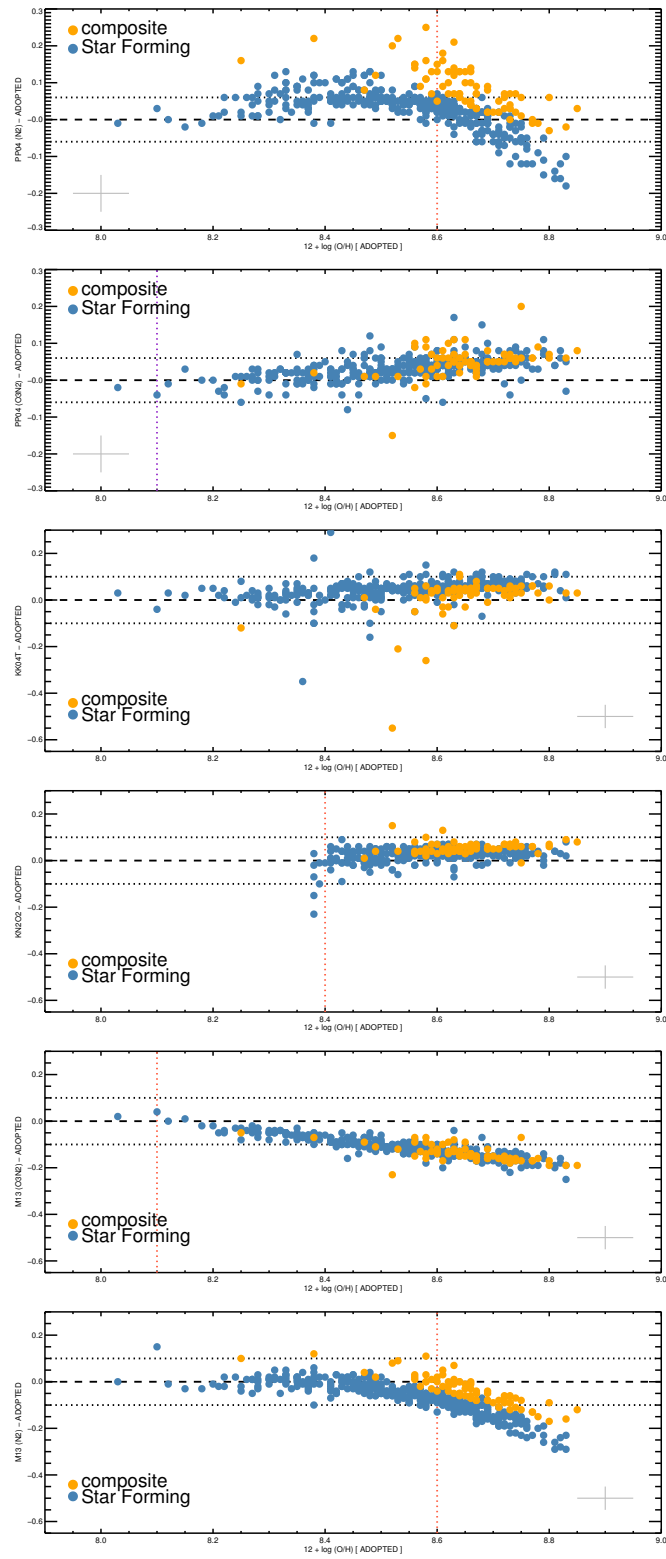 0.3
composite
Star Forming
0.2
0.1
-0.0
-0.1
-0.2
-0.3
PP04 (N2) – ADOPTED
8.0 8.2 8.4 8.6 8.8 9.0
12 + log (O/H) [ ADOPTED ]
0.3
composite
Star Forming
0.2
0.1
-0.0
-0.1
-0.2
-0.3
PP04 (O3N2) – ADOPTED
8.0 8.2 8.4 8.6 8.8 9.0
12 + log (O/H) [ ADOPTED ]
0.2
0.0
-0.2
-0.4
-0.6
KK04T – ADOPTED
composite
Star Forming
8.0 8.2 8.4 8.6 8.8 9.0
12 + log (O/H) [ ADOPTED ]
0.2
0.0
-0.2
-0.4
-0.6
KN2O2 – ADOPTED
composite
Star Forming
8.0 8.2 8.4 8.6 8.8 9.0
12 + log (O/H) [ ADOPTED ]
0.2
0.0
-0.2
-0.4
-0.6
M13 (O3N2) – ADOPTED
composite
Star Forming
8.0 8.2 8.4 8.6 8.8 9.0
12 + log (O/H) [ ADOPTED ]
0.2
0.0
-0.2
-0.4
-0.6
M13 (N2) – ADOPTED
composite
Star Forming
8.0 8.2 8.4 8.6 8.8 9.0
12 + log (O/H) [ ADOPTED ]